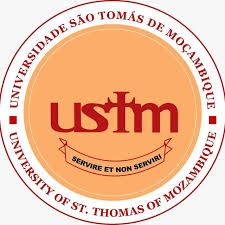 UNIVERSIDADE SÃO TOMÁS DE MOÇAMBIQUE
ustm
SERVIRE ET NON SERVIRI
UNIVERSITY OF ST. THOMAS OF MOZAMBIQUE